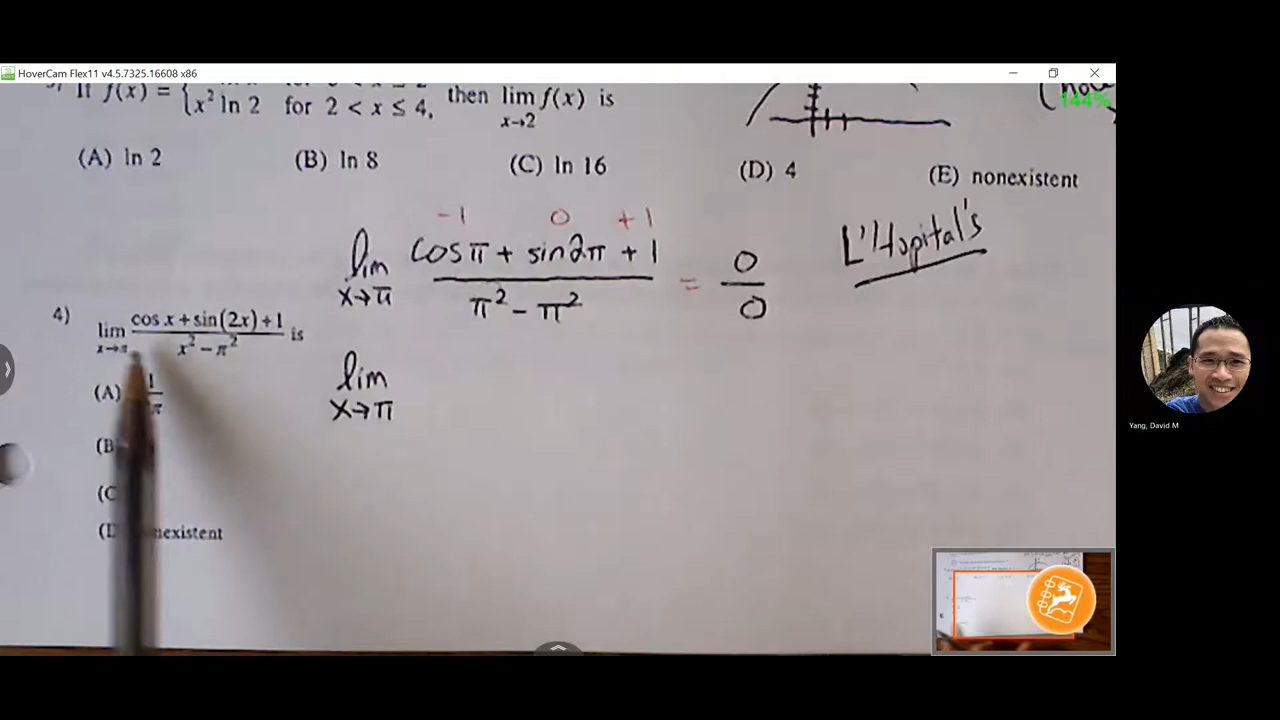 HoverCam Flex11 v4.5.7325.16608 x86
If f(x) = {
x² ln 2 for 2 < x ≤ 4, then lim f(x) is
x→2
144%
(A) ln 2 (B) ln 8 (C) ln 16 (D) 4 (E) nonexistent
-1 0 +1
lim cos π + sin 2π + 1 = 0 L'Hopital's
x→π π² - π² 0
4) lim cos x + sin(2x) + 1 is
x→π x² - π²
lim
x→π
(A) 1
π
(B
(C
(D nexistent
Yang, David M